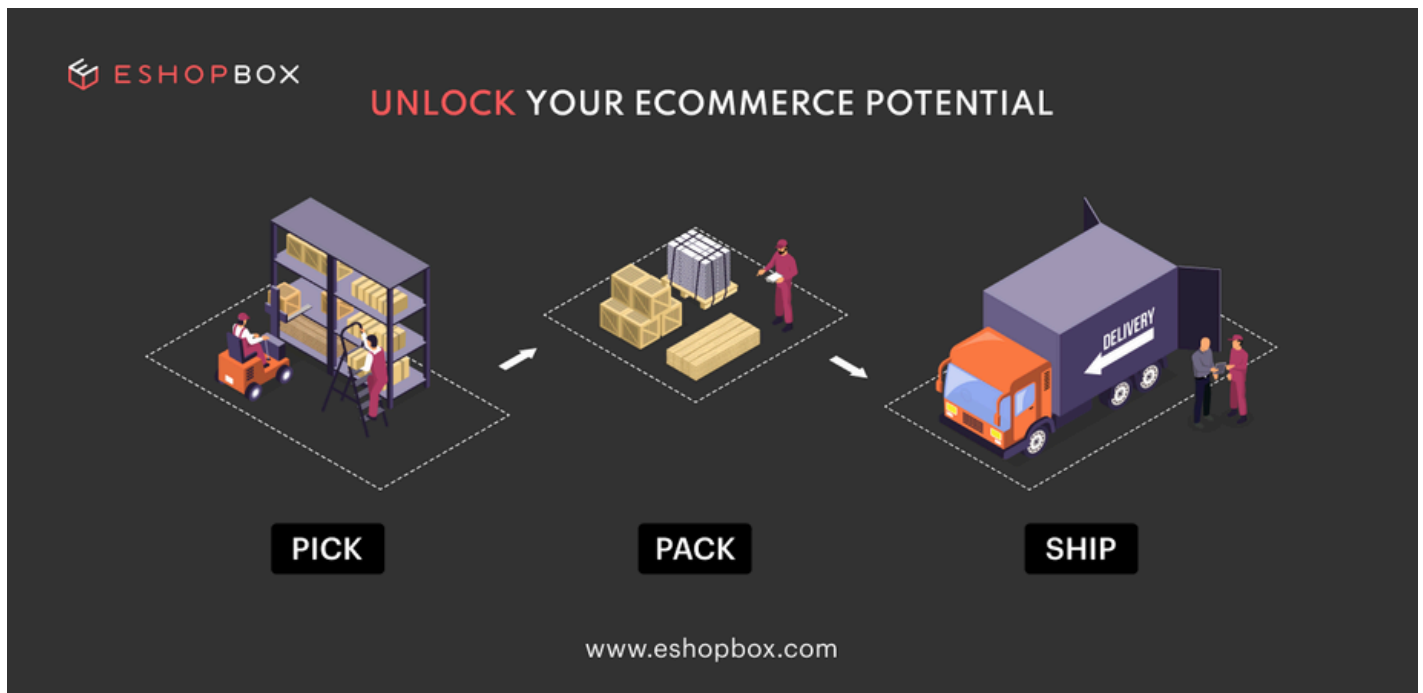 ESHOPBOX
UNLOCK YOUR ECOMMERCE POTENTIAL
DELIVERY
PICK
PACK
SHIP
www.eshopbox.com